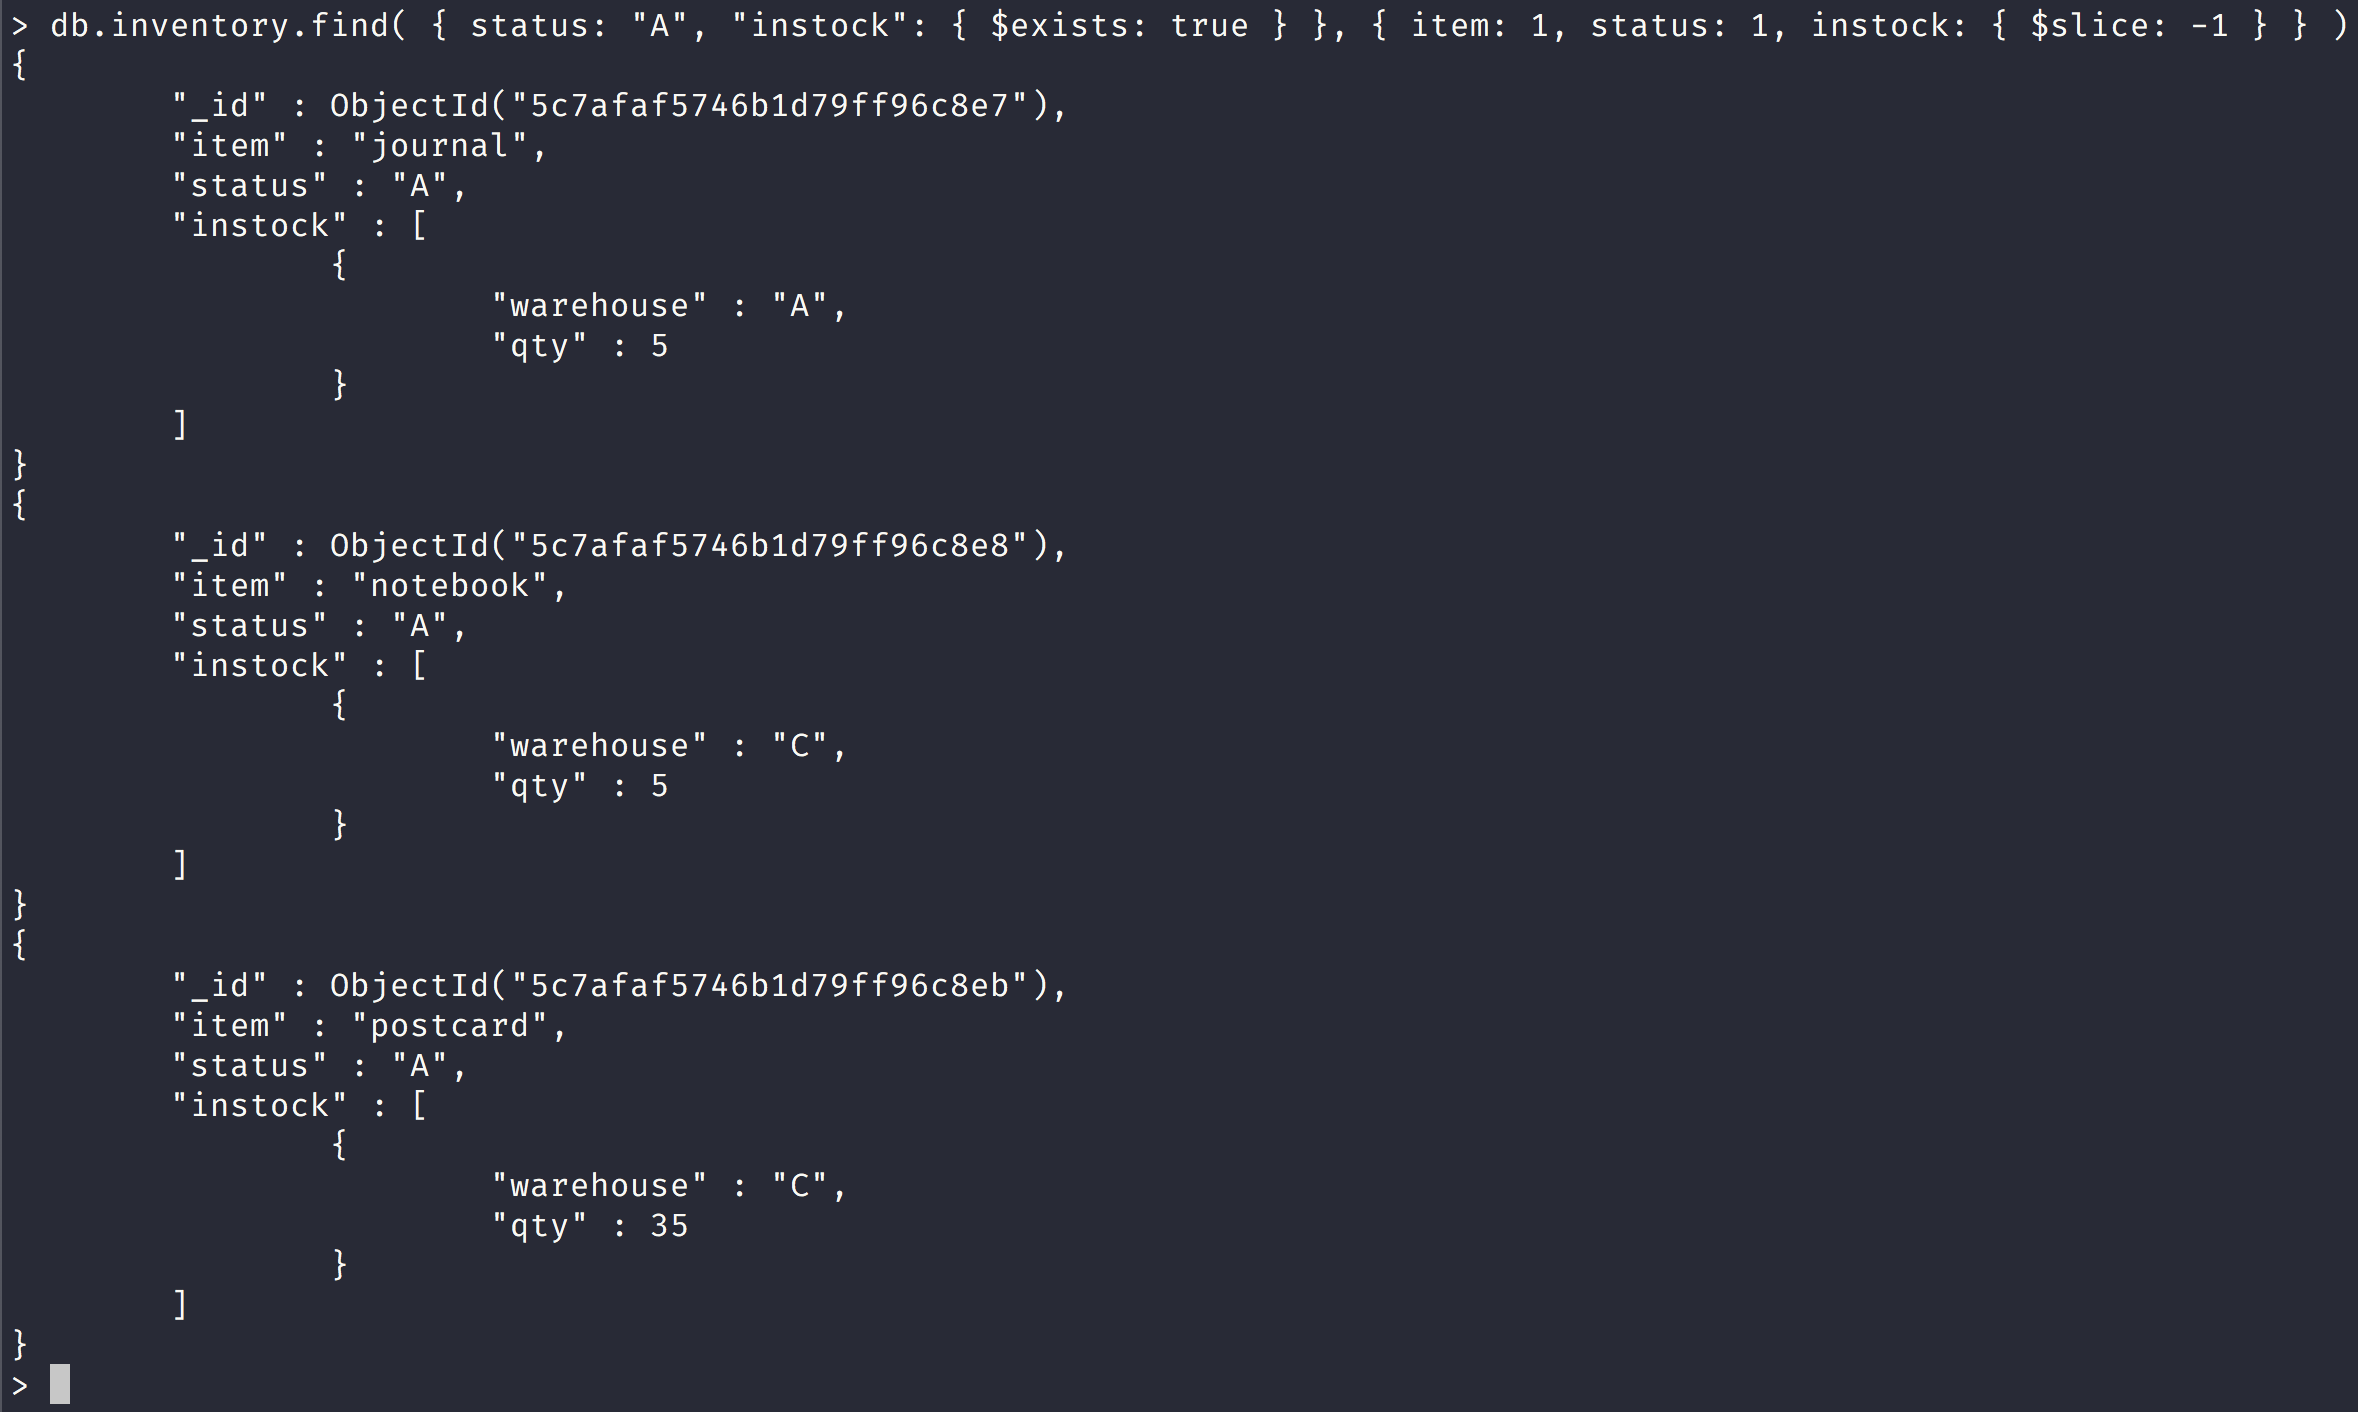 > db.inventory.find( { status: "A", "instock": { $exists: true } }, { item: 1, status: 1, instock: { $slice: -1 } } )
{
        "_id" : ObjectId("5c7afaf5746b1d79ff96c8e7"),
        "item" : "journal",
        "status" : "A",
        "instock" : [
                {
                        "warehouse" : "A",
                        "qty" : 5
                }
        ]
}
{
        "_id" : ObjectId("5c7afaf5746b1d79ff96c8e8"),
        "item" : "notebook",
        "status" : "A",
        "instock" : [
                {
                        "warehouse" : "C",
                        "qty" : 5
                }
        ]
}
{
        "_id" : ObjectId("5c7afaf5746b1d79ff96c8eb"),
        "item" : "postcard",
        "status" : "A",
        "instock" : [
                {
                        "warehouse" : "C",
                        "qty" : 35
                }
        ]
}
>